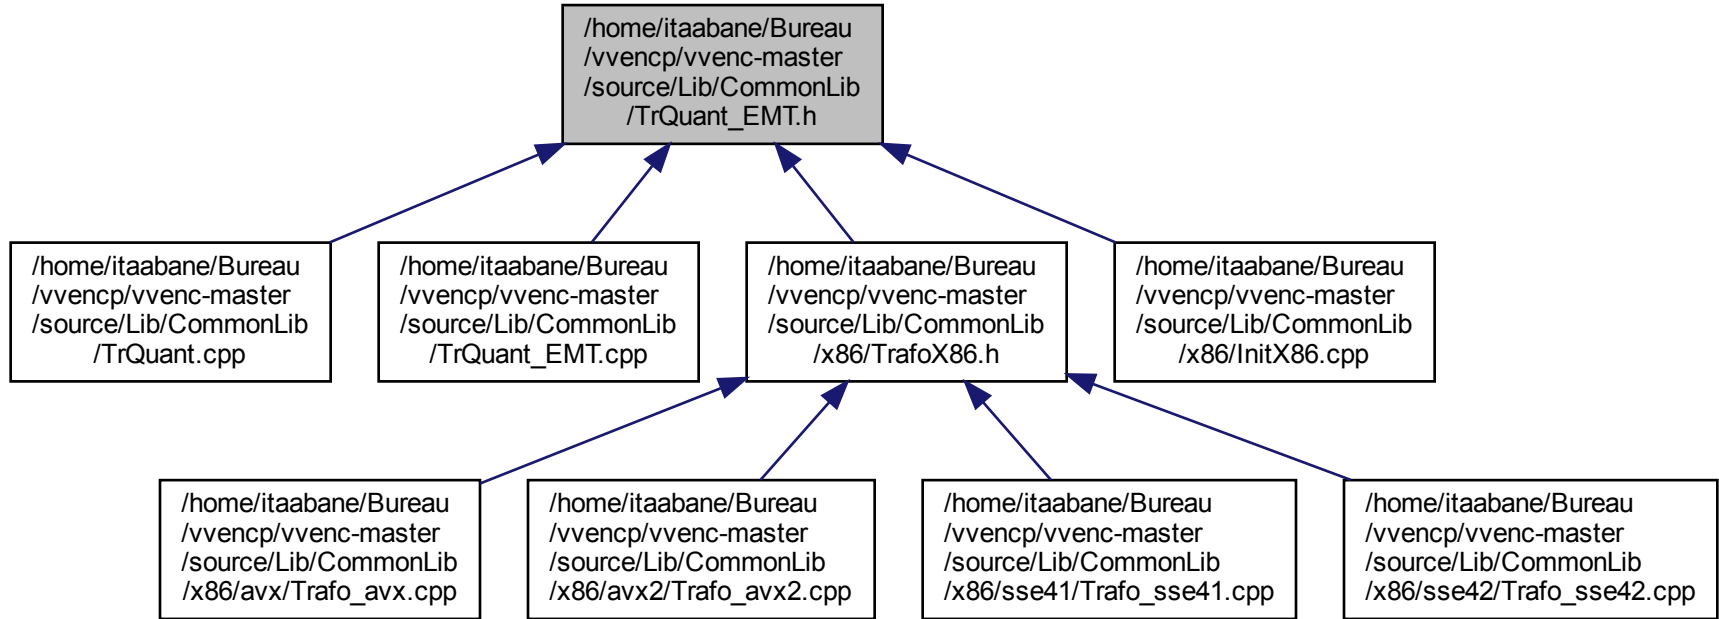 /home/itaabane/Bureau
/vvencp/vvenc-master
/source/Lib/CommonLib
/TrQuant_EMT.h
/home/itaabane/Bureau
/vvencp/vvenc-master
/source/Lib/CommonLib
/TrQuant.cpp
/home/itaabane/Bureau
/vvencp/vvenc-master
/source/Lib/CommonLib
/TrQuant_EMT.cpp
/home/itaabane/Bureau
/vvencp/vvenc-master
/source/Lib/CommonLib
/x86/TrafoX86.h
/home/itaabane/Bureau
/vvencp/vvenc-master
/source/Lib/CommonLib
/x86/InitX86.cpp
/home/itaabane/Bureau
/vvencp/vvenc-master
/source/Lib/CommonLib
/x86/avx/Trafo_avx.cpp
/home/itaabane/Bureau
/vvencp/vvenc-master
/source/Lib/CommonLib
/x86/avx2/Trafo_avx2.cpp
/home/itaabane/Bureau
/vvencp/vvenc-master
/source/Lib/CommonLib
/x86/sse41/Trafo_sse41.cpp
/home/itaabane/Bureau
/vvencp/vvenc-master
/source/Lib/CommonLib
/x86/sse42/Trafo_sse42.cpp